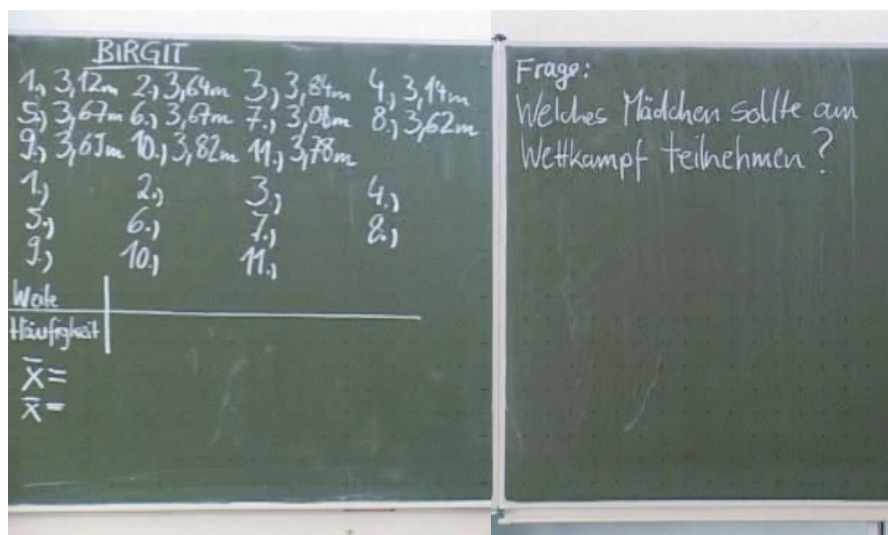 BIRGIT
1.) 3,12m 2.) 3,64m 3.) 3,84m 4.) 3,14m
5.) 3,67m 6.) 3,67m 7.) 3,08m 8.) 3,62m
9.) 3,65m 10.) 3,82m 11.) 3,78m
1.) 2.) 3.) 4.)
5.) 6.) 7.) 8.)
9.) 10.) 11.)
Weite
Häufigkeit
x̄=
x̄=
Frage:
Welches Mädchen sollte am
Wettkampf teilnehmen?